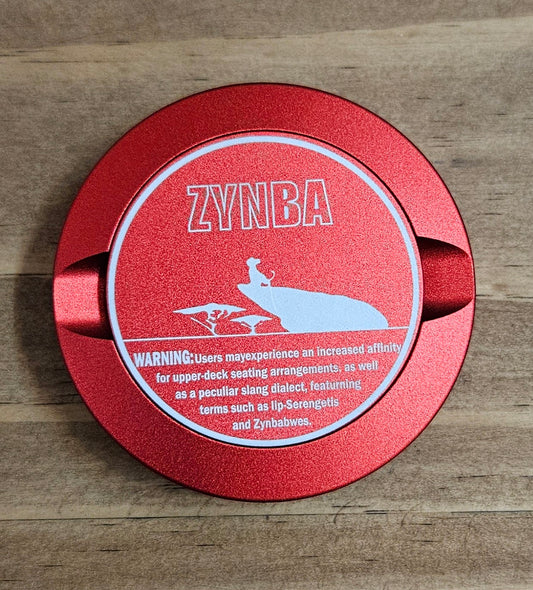 ZYNBA
WARNING: Users mayexperience an increased affinity
for upper-deck seating arrangements, as well
as a peculiar slang dialect, featurning
terms such as lip-Serengetis
and Zynbabwes.